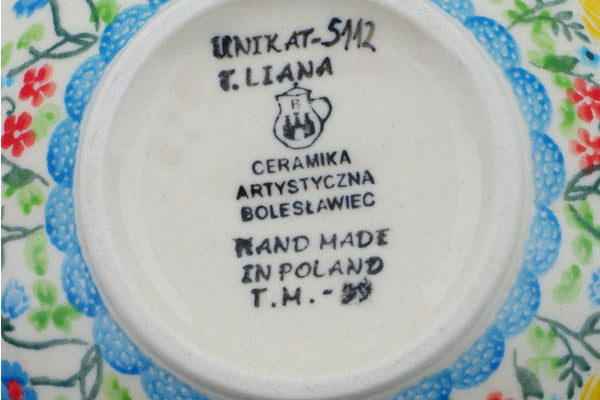 UNIKAT-5112
T. LIANA
B
CERAMIKA
ARTYSTYCZNA
BOLESŁAWIEC
HAND MADE
IN POLAND
T.M.-